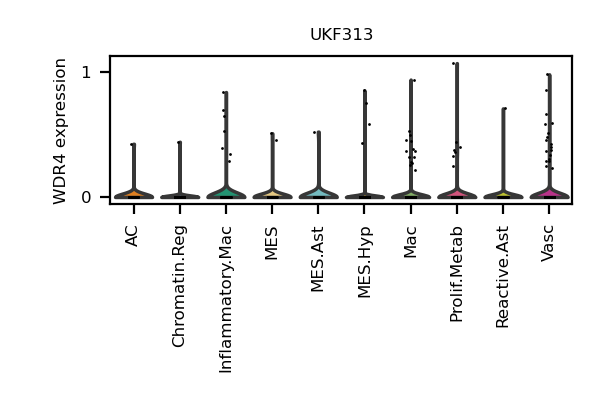 UKF313
WDR4 expression
1
0
AC
Chromatin.Reg
Inflammatory.Mac
MES
MES.Ast
MES.Hyp
Mac
Prolif.Metab
Reactive.Ast
Vasc